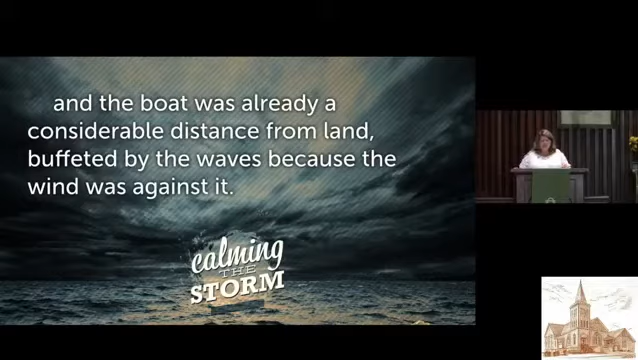 and the boat was already a
considerable distance from land,
buffeted by the waves because the
wind was against it.
calming
THE
STORM